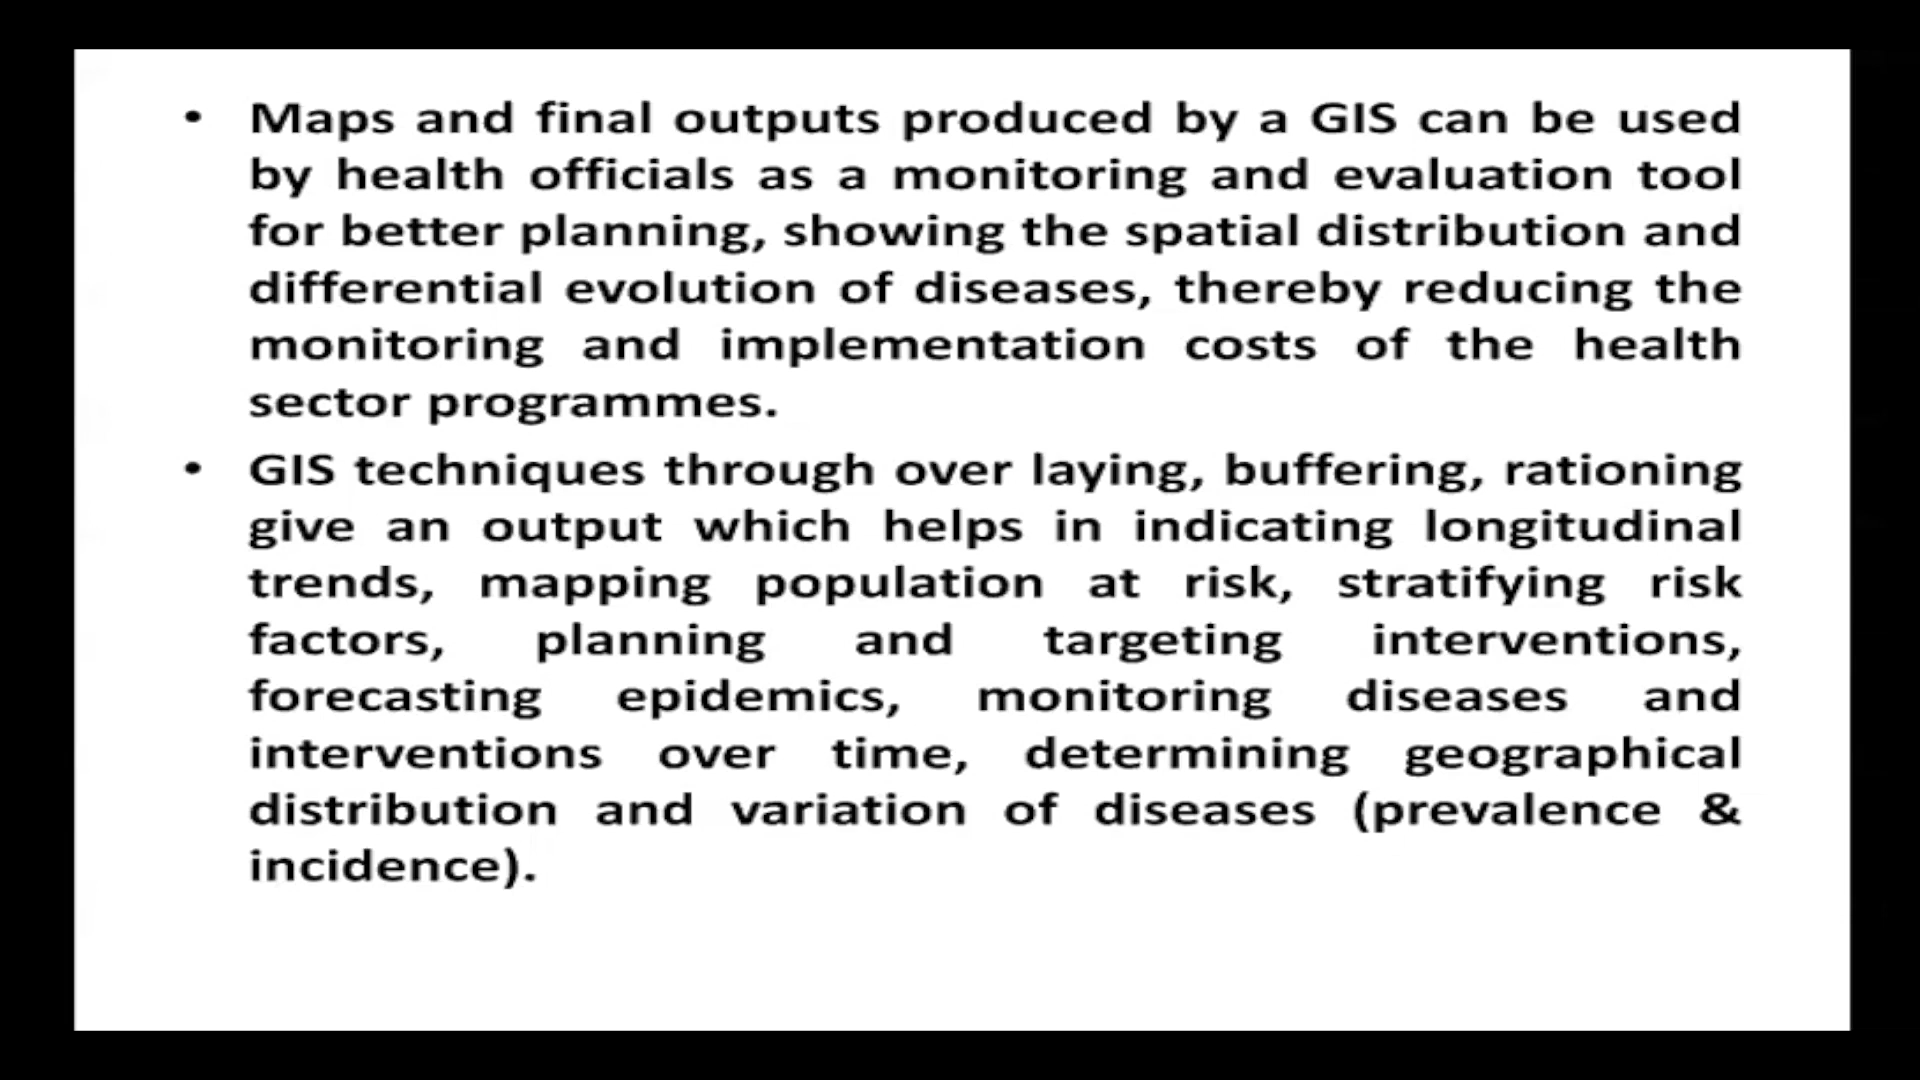 • Maps and final outputs produced by a GIS can be used
by health officials as a monitoring and evaluation tool
for better planning, showing the spatial distribution and
differential evolution of diseases, thereby reducing the
monitoring and implementation costs of the health
sector programmes.
• GIS techniques through over laying, buffering, rationing
give an output which helps in indicating longitudinal
trends, mapping population at risk, stratifying risk
factors, planning and targeting interventions,
forecasting epidemics, monitoring diseases and
interventions over time, determining geographical
distribution and variation of diseases (prevalence &
incidence).